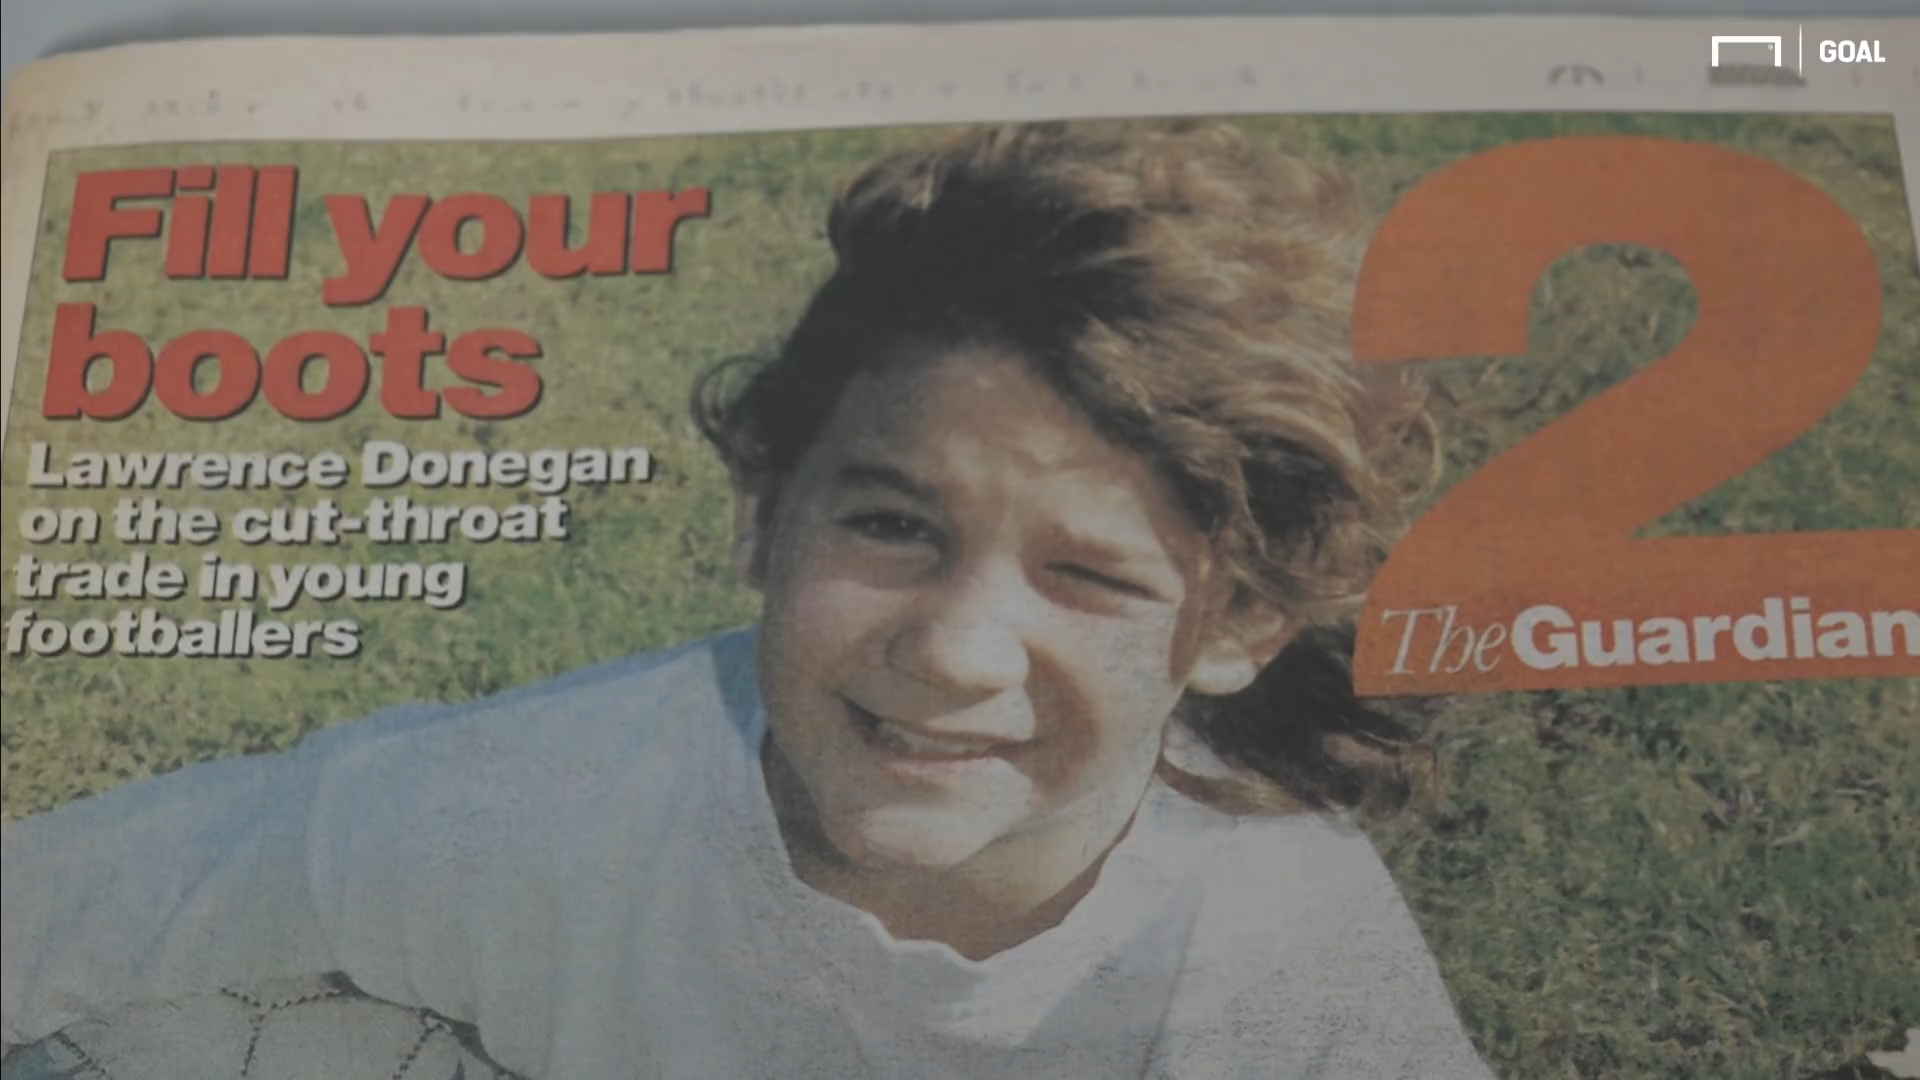 GOAL
Fill your
boots
Lawrence Donegan
on the cut-throat
trade in young
footballers
2
The Guardian